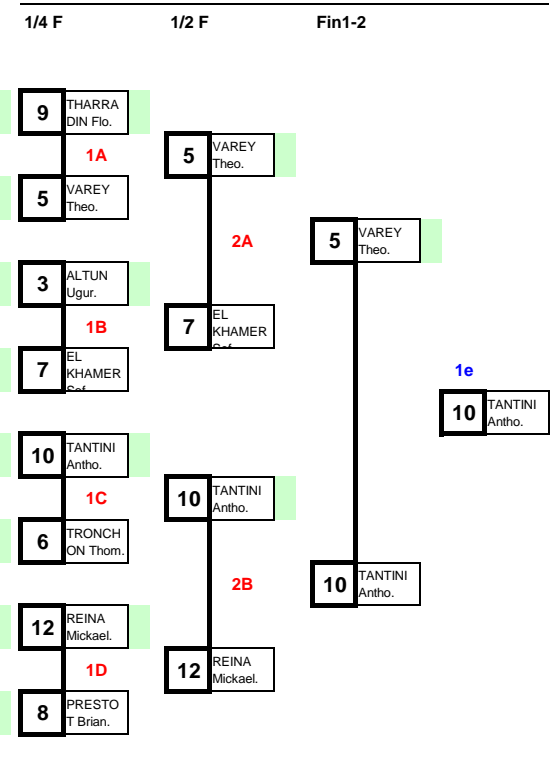 1/4 F 1/2 F Fin1-2
9 THARRA
DIN Flo.
1A
5 VAREY
Theo.
5 VAREY
Theo.
2A
3 ALTUN
Ugur.
1B
7 EL
KHAMER
7 EL
KHAMER
5 VAREY
Theo.
1e
10 TANTINI
Antho.
10 TANTINI
Antho.
1C
6 TRONCH
ON Thom.
10 TANTINI
Antho.
2B
10 TANTINI
Antho.
12 REINA
Mickael.
1D
8 PRESTO
T Brian.
12 REINA
Mickael.